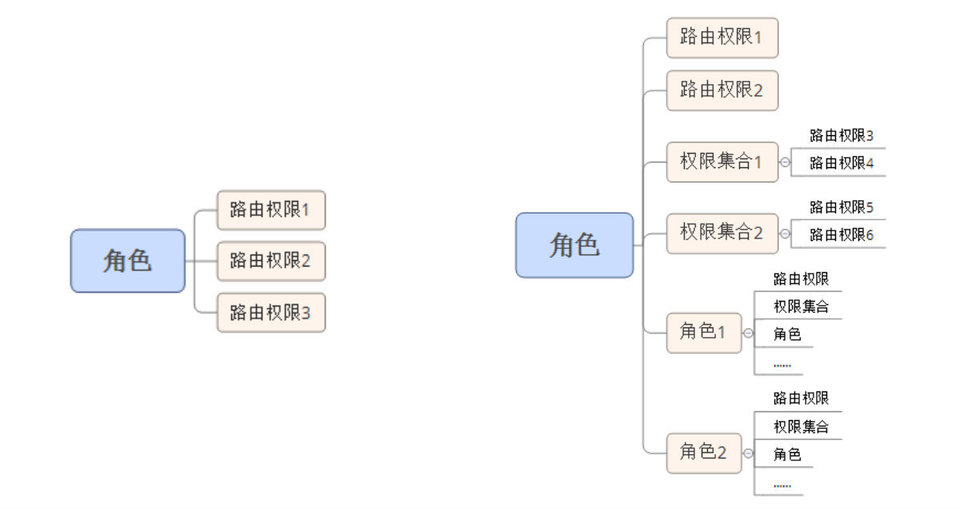 角色
路由权限1
路由权限2
路由权限3
角色
路由权限1
路由权限2
权限集合1
路由权限3
路由权限4
权限集合2
路由权限5
路由权限6
角色1
路由权限
权限集合
角色
......
角色2
路由权限
权限集合
角色
......